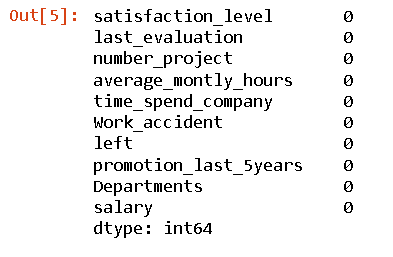 Out[5]: satisfaction_level 0
last_evaluation 0
number_project 0
average_montly_hours 0
time_spend_company 0
Work_accident 0
left 0
promotion_last_5years 0
Departments 0
salary 0
dtype: int64